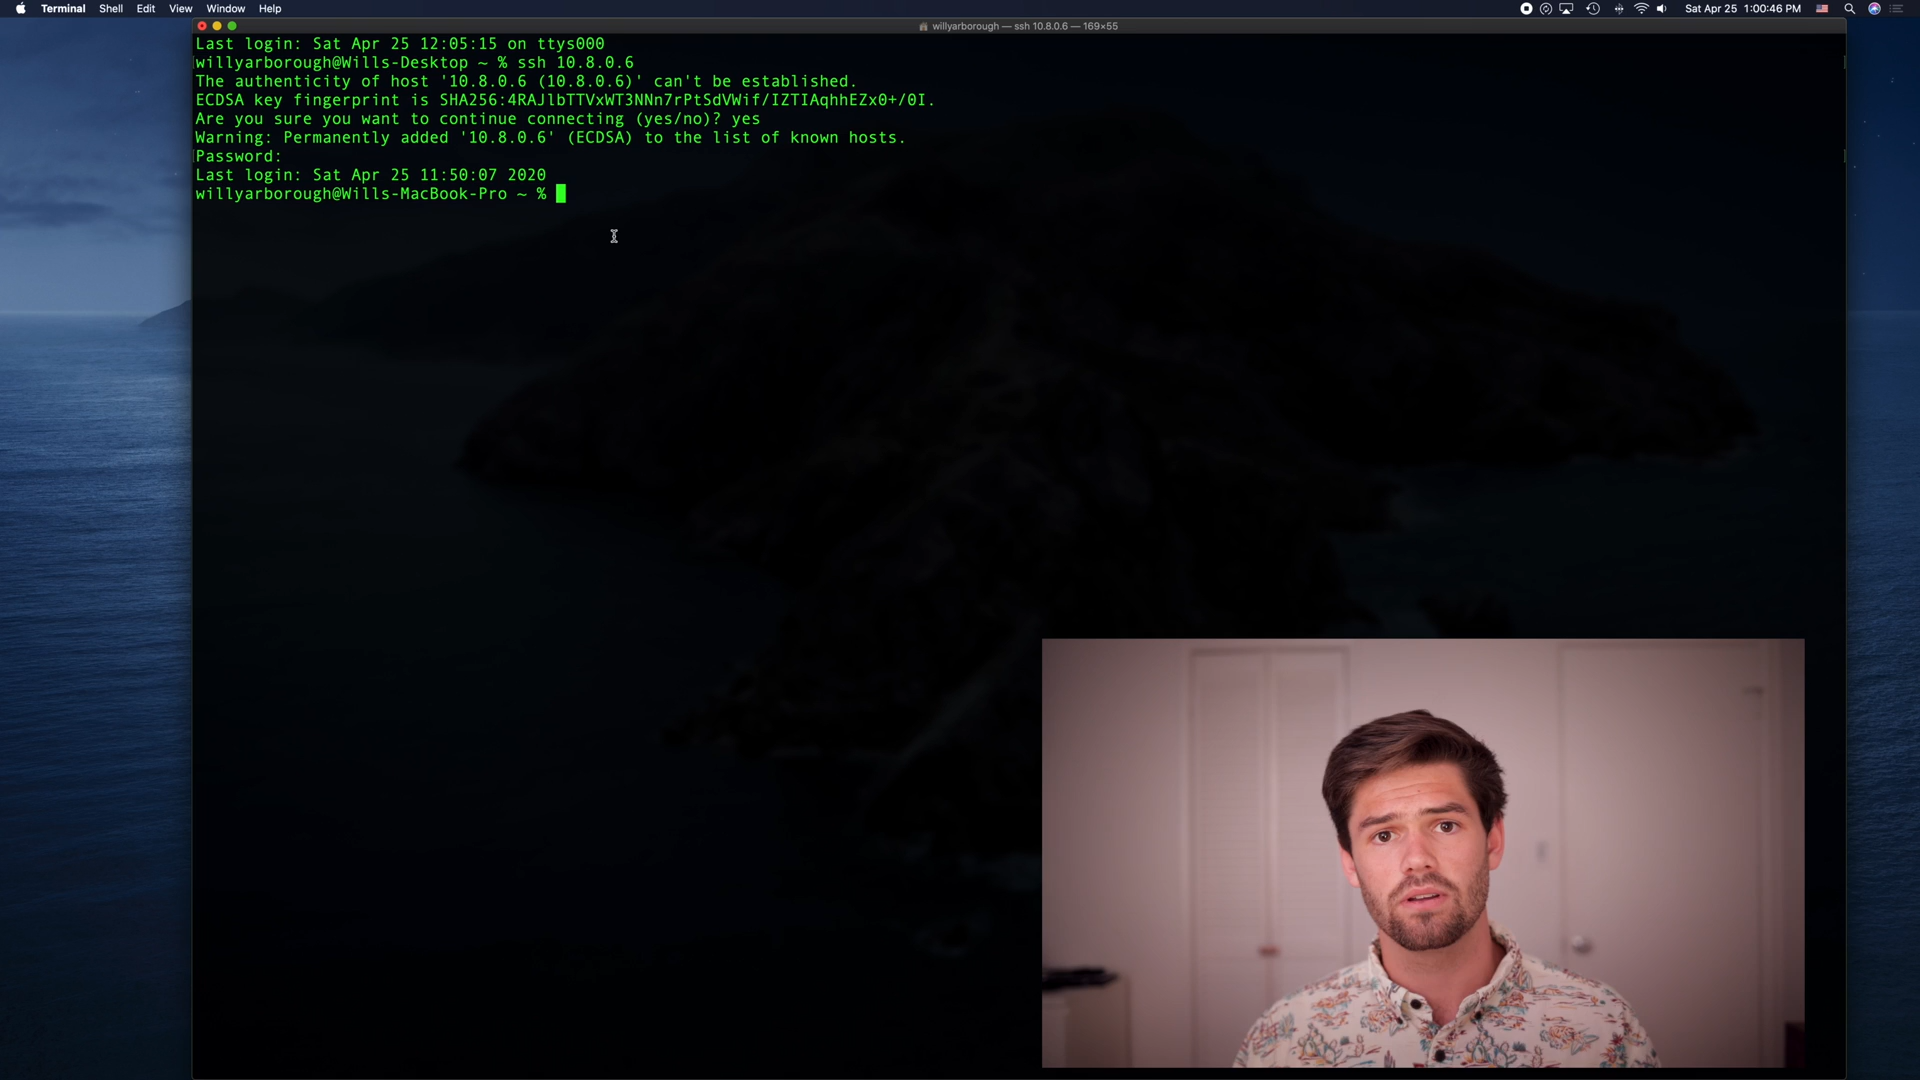 Terminal Shell Edit View Window Help Sat Apr 25 1:00:46 PM
willyarborough — ssh 10.8.0.6 — 169×55
Last login: Sat Apr 25 12:05:15 on ttys000
willyarborough@Wills-Desktop ~ % ssh 10.8.0.6
The authenticity of host '10.8.0.6 (10.8.0.6)' can't be established.
ECDSA key fingerprint is SHA256:4RAJlbTTVxWT3NNn7rPtSdVWif/IZTIAqhhEZx0+/0I.
Are you sure you want to continue connecting (yes/no)? yes
Warning: Permanently added '10.8.0.6' (ECDSA) to the list of known hosts.
Password:
Last login: Sat Apr 25 11:50:07 2020
willyarborough@Wills-MacBook-Pro ~ %